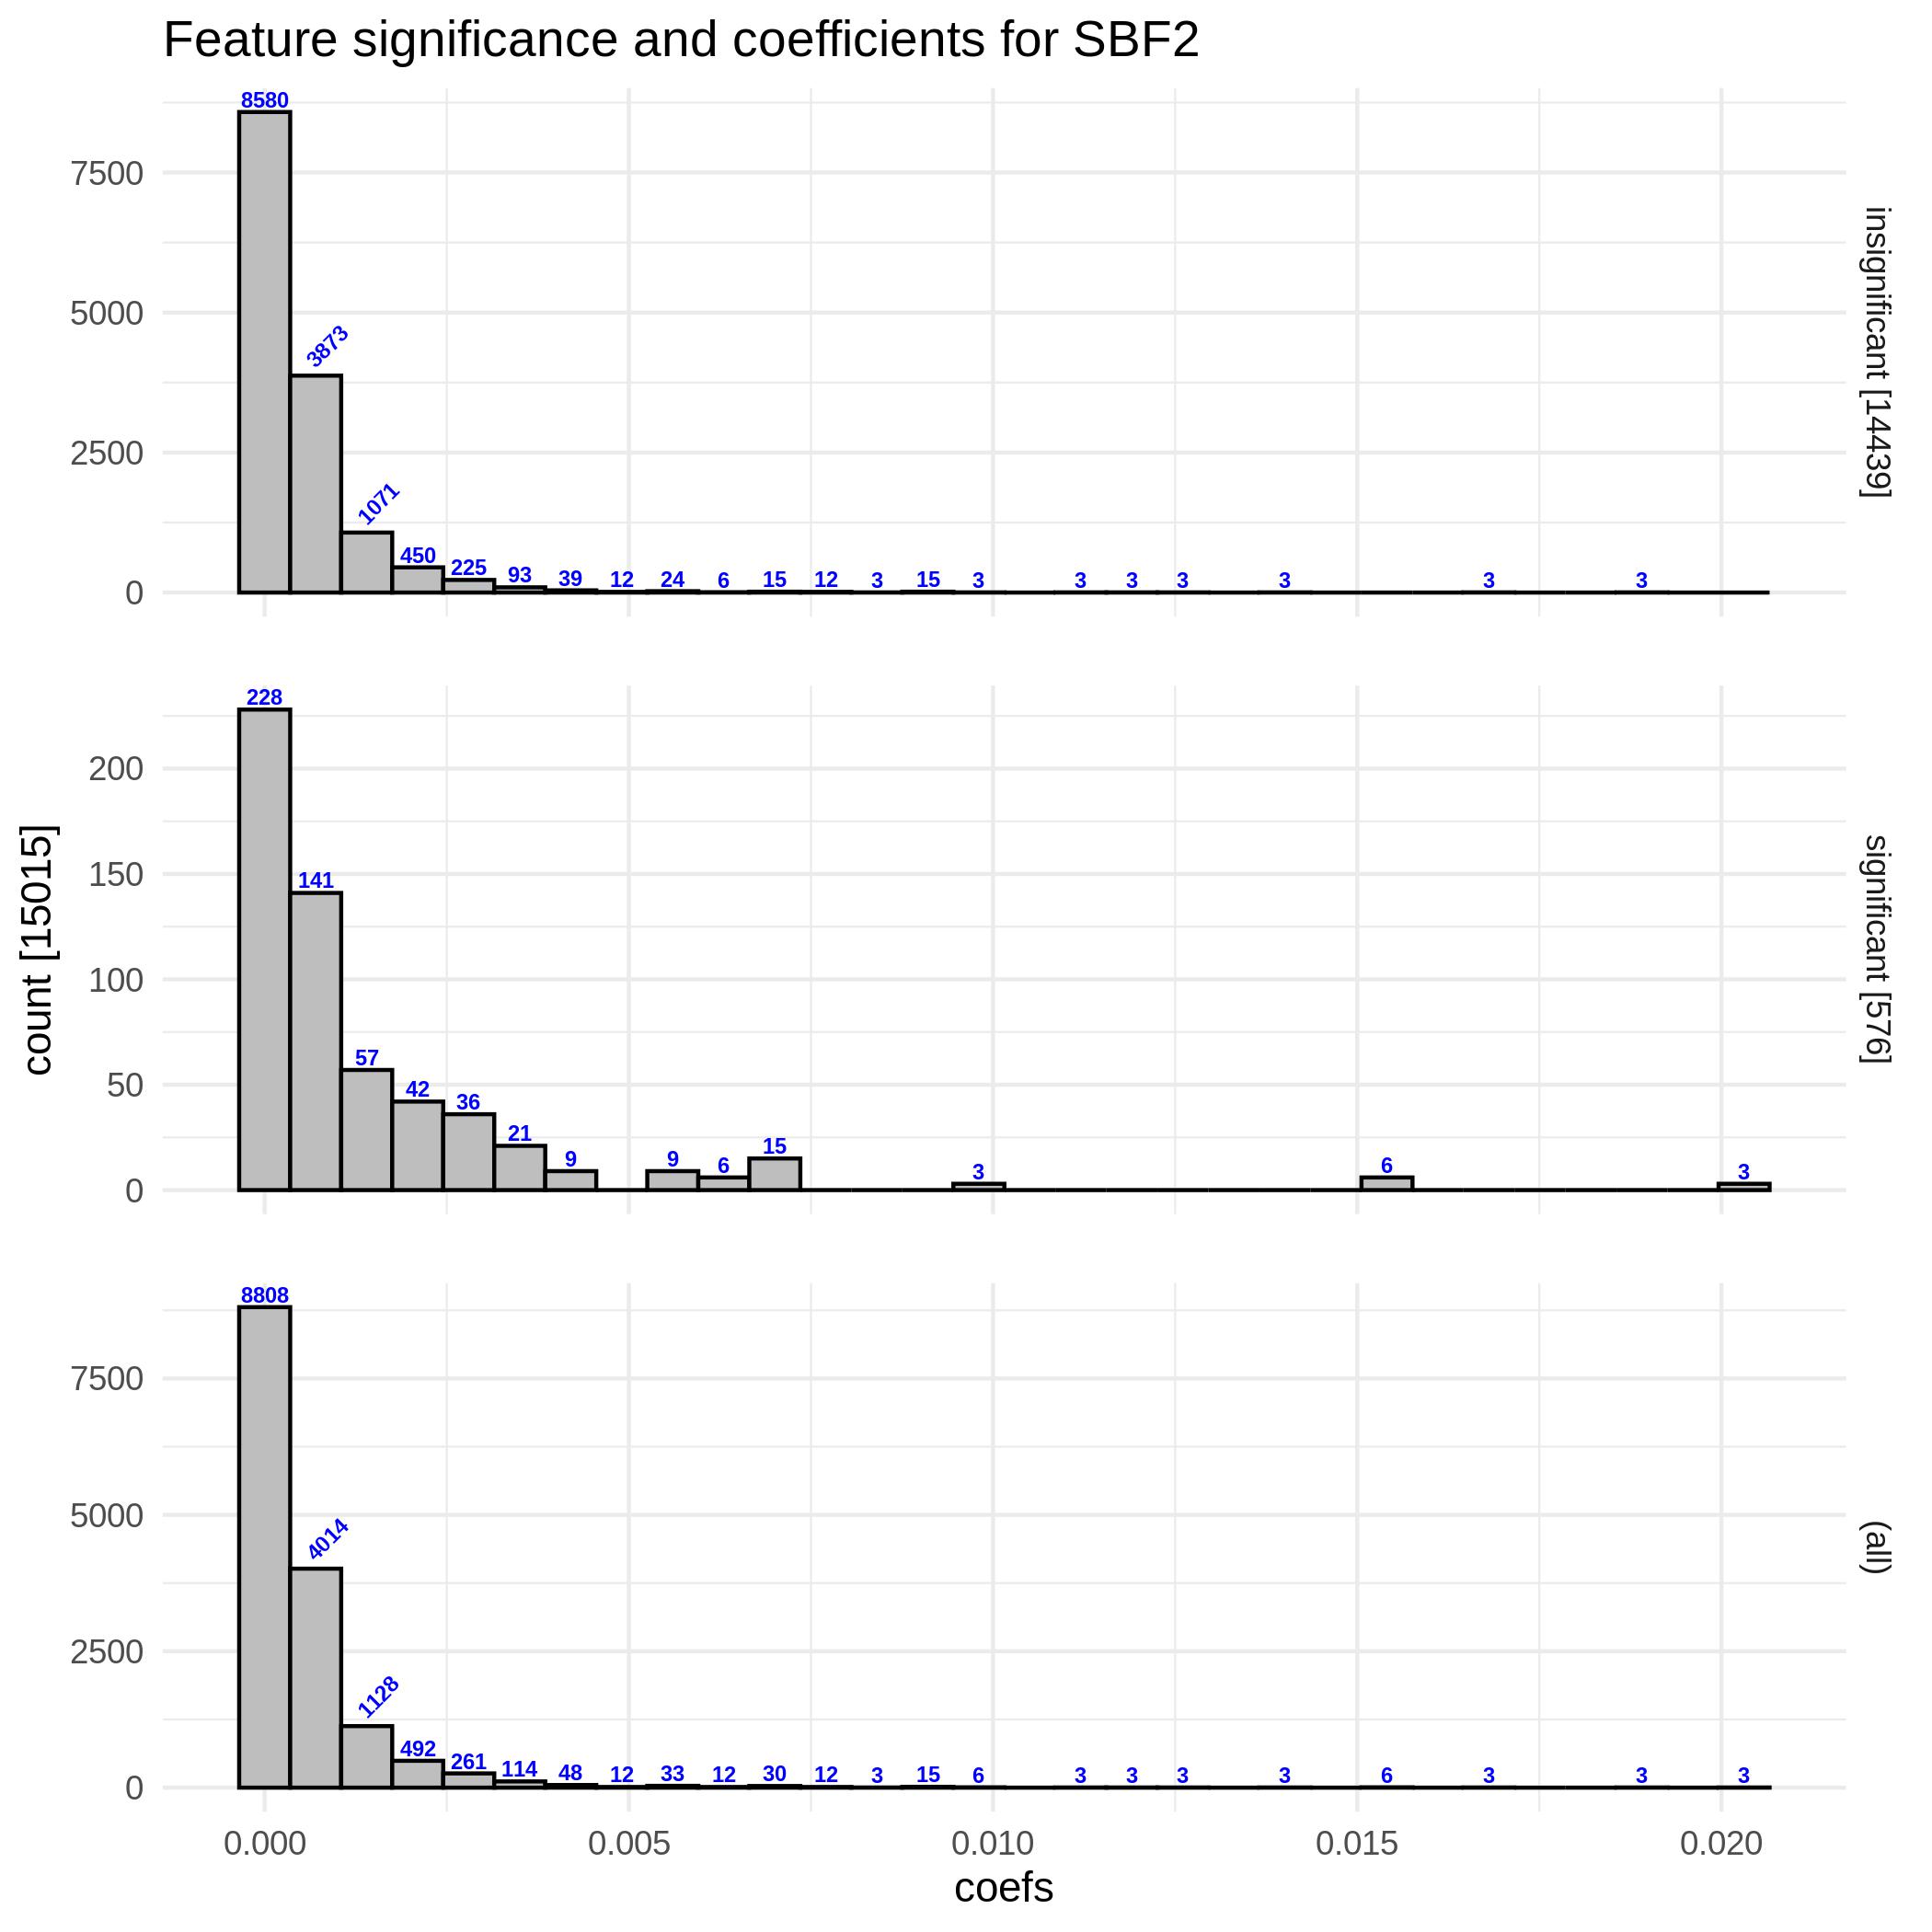 Feature significance and coefficients for SBF2
count [15015]
8580
3873
1071
450 225 93 39 12 24 6 15 12 3 15 3 3 3 3 3 3 3
7500
5000
2500
0
insignificant [14439]
228
141
57
42
36
21
9 9 6 15 3 6 3
200
150
100
50
0
significant [576]
8808
4014
1128
492 261 114 48 12 33 12 30 12 3 15 6 3 3 3 3 6 3 3 3
7500
5000
2500
0
(all)
0.000 0.005 0.010 0.015 0.020
coefs